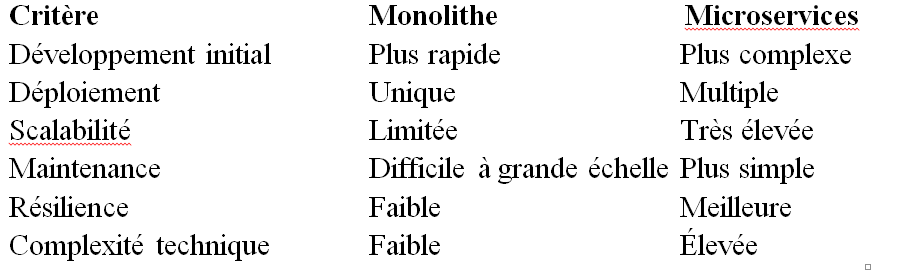 Critère Monolithe Microservices
Développement initial Plus rapide Plus complexe
Déploiement Unique Multiple
Scalabilité Limitée Très élevée
Maintenance Difficile à grande échelle Plus simple
Résilience Faible Meilleure
Complexité technique Faible Élevée